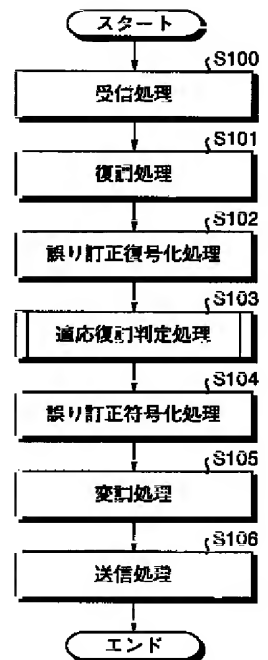 スタート
S100
受信処理
S101
復調処理
S102
誤り訂正復号化処理
S103
適応復調判定処理
S104
誤り訂正符号化処理
S105
変調処理
S106
送信処理
エンド